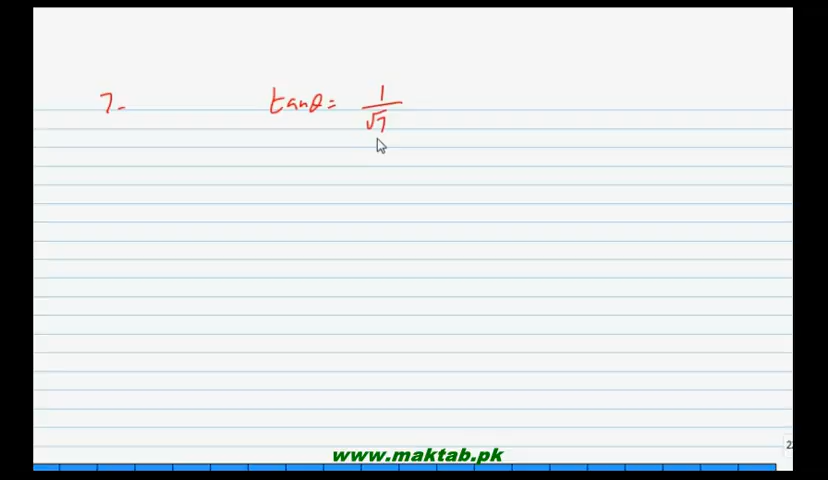 7- tanθ = 1/√7
www.maktab.pk